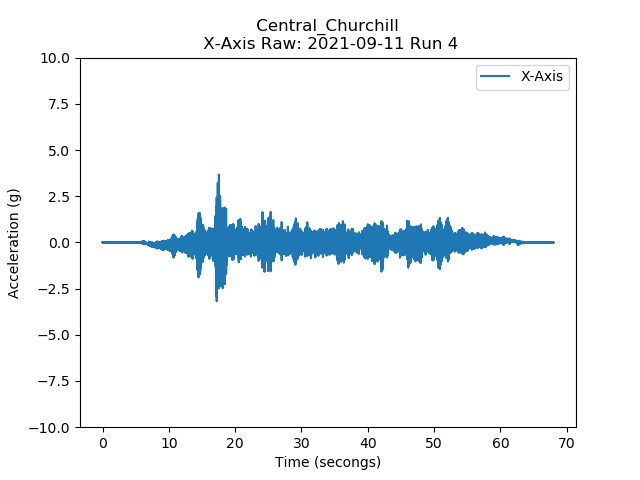 Central_Churchill
X-Axis Raw: 2021-09-11 Run 4
X-Axis
10.0
7.5
5.0
2.5
0.0
−2.5
−5.0
−7.5
−10.0
Acceleration (g)
0 10 20 30 40 50 60 70
Time (secongs)